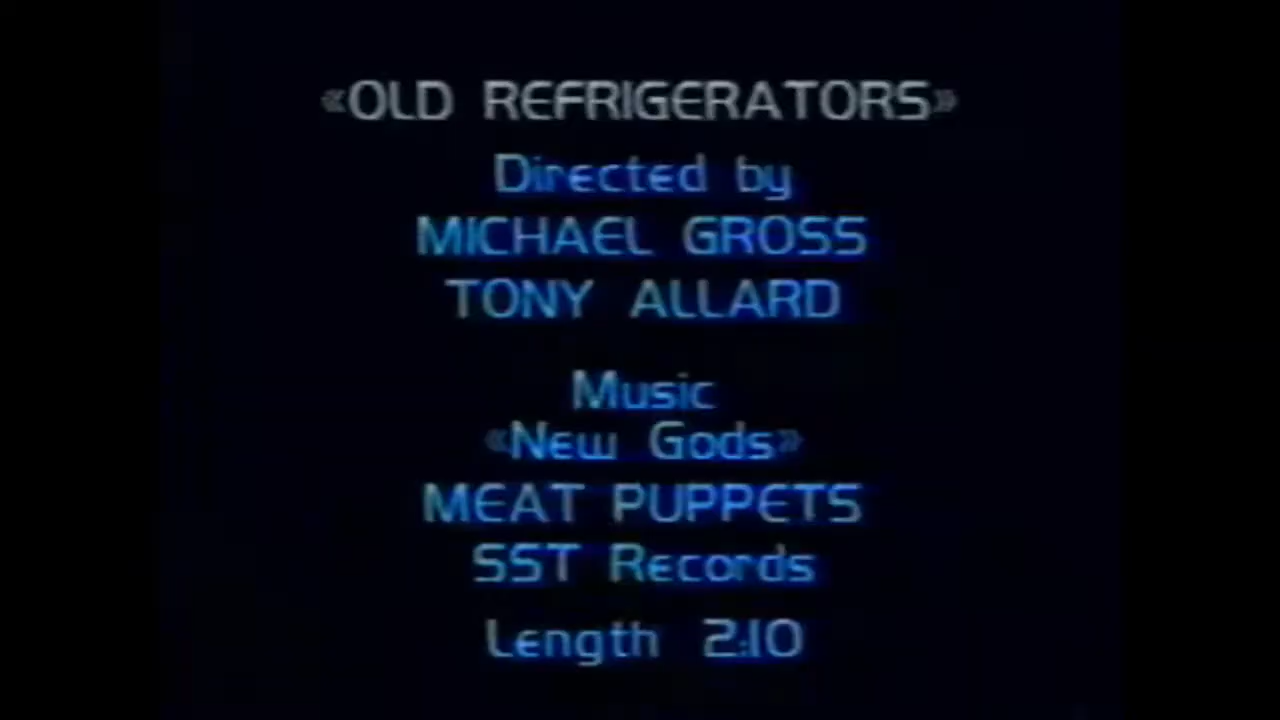 «OLD REFRIGERATORS»
Directed by
MICHAEL GROSS
TONY ALLARD
Music
«New Gods»
MEAT PUPPETS
SST Records
Length 2:10